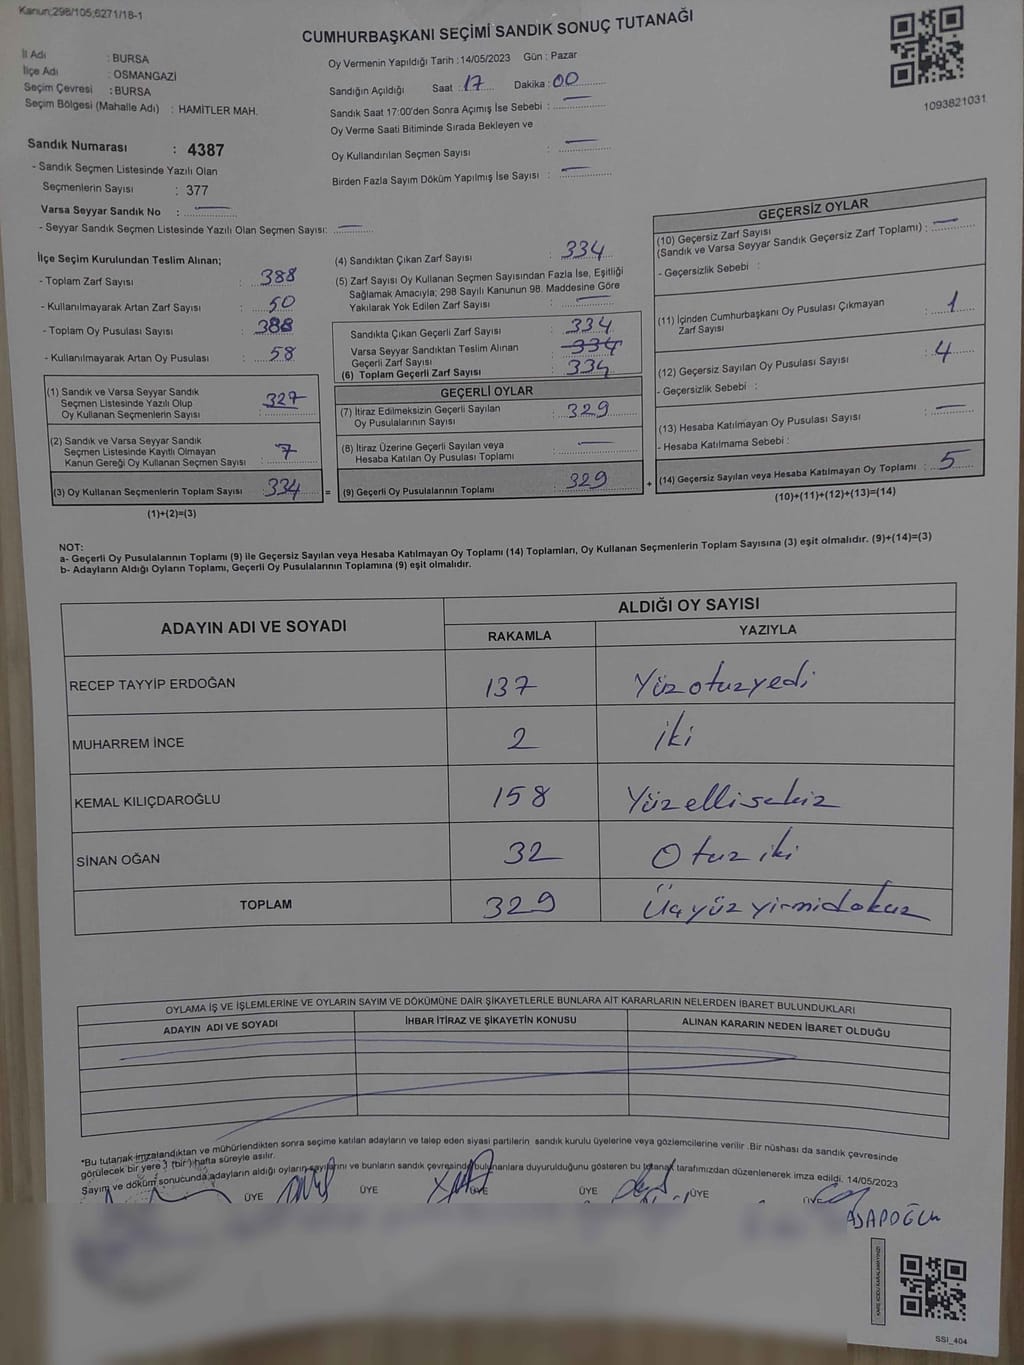 Kanun;298/105;6271/18-1
CUMHURBAŞKANI SEÇİMİ SANDIK SONUÇ TUTANAĞI
İl Adı : BURSA
İlçe Adı : OSMANGAZİ
Seçim Çevresi : BURSA
Seçim Bölgesi (Mahalle Adı) : HAMİTLER MAH.
Oy Vermenin Yapıldığı Tarih :14/05/2023 Gün : Pazar
Sandığın Açıldığı Saat : 17 Dakika : 00
Sandık Saat 17:00'den Sonra Açımış İse Sebebi :
Oy Verme Saati Bitiminde Sırada Bekleyen ve
Oy Kullandırılan Seçmen Sayısı :
Birden Fazla Sayım Döküm Yapılmış İse Sayısı :
1093821031
Sandık Numarası : 4387
- Sandık Seçmen Listesinde Yazılı Olan
Seçmenlerin Sayısı : 377
Varsa Seyyar Sandık No :
- Seyyar Sandık Seçmen Listesinde Yazılı Olan Seçmen Sayısı:
İlçe Seçim Kurulundan Teslim Alınan;
- Toplam Zarf Sayısı : 388
- Kullanılmayarak Artan Zarf Sayısı : 50
- Toplam Oy Pusulası Sayısı : 388
- Kullanılmayarak Artan Oy Pusulası : 58
(1) Sandık ve Varsa Seyyar Sandık
Seçmen Listesinde Yazılı Olup
Oy Kullanan Seçmenlerin Sayısı : 327
(2) Sandık ve Varsa Seyyar Sandık
Seçmen Listesinde Kayıtlı Olmayan
Kanun Gereği Oy Kullanan Seçmen Sayısı : 7
(3) Oy Kullanan Seçmenlerin Toplam Sayısı : 334
(1)+(2)=(3)
(4) Sandıktan Çıkan Zarf Sayısı : 334
(5) Zarf Sayısı Oy Kullanan Seçmen Sayısından Fazla İse, Eşitliği
Sağlamak Amacıyla; 298 Sayılı Kanunun 98. Maddesine Göre
Yakılarak Yok Edilen Zarf Sayısı :
Sandıkta Çıkan Geçerli Zarf Sayısı : 334
Varsa Seyyar Sandıktan Teslim Alınan
Geçerli Zarf Sayısı : 334
(6) Toplam Geçerli Zarf Sayısı : 334
GEÇERLİ OYLAR
(7) İtiraz Edilmeksizin Geçerli Sayılan
Oy Pusulalarının Sayısı : 329
(8) İtiraz Üzerine Geçerli Sayılan veya
Hesaba Katılan Oy Pusulası Toplamı :
= (9) Geçerli Oy Pusulalarının Toplamı : 329
GEÇERSİZ OYLAR
(10) Geçersiz Zarf Sayısı
(Sandık ve Varsa Seyyar Sandık Geçersiz Zarf Toplamı) :
- Geçersizlik Sebebi :
(11) İçinden Cumhurbaşkanı Oy Pusulası Çıkmayan
Zarf Sayısı : 1
(12) Geçersiz Sayılan Oy Pusulası Sayısı : 4
- Geçersizlik Sebebi :
(13) Hesaba Katılmayan Oy Pusulası Sayısı :
- Hesaba Katılmama Sebebi :
+ (14) Geçersiz Sayılan veya Hesaba Katılmayan Oy Toplamı : 5
(10)+(11)+(12)+(13)=(14)
NOT:
a- Geçerli Oy Pusulalarının Toplamı (9) ile Geçersiz Sayılan veya Hesaba Katılmayan Oy Toplamı (14) Toplamları, Oy Kullanan Seçmenlerin Toplam Sayısına (3) eşit olmalıdır. (9)+(14)=(3)
b- Adayların Aldığı Oyların Toplamı, Geçerli Oy Pusulalarının Toplamına (9) eşit olmalıdır.
ADAYIN ADI VE SOYADI
ALDIĞI OY SAYISI
RAKAMLA YAZIYLA
RECEP TAYYİP ERDOĞAN 137 Yüzotuzyedi
MUHARREM İNCE 2 iki
KEMAL KILIÇDAROĞLU 158 Yüzellisekiz
SİNAN OĞAN 32 Otuziki
TOPLAM 329 Üçyüzyirmidokuz
OYLAMA İŞ VE İŞLEMLERİNE VE OYLARIN SAYIM VE DÖKÜMÜNE DAİR ŞİKAYETLERLE BUNLARA AİT KARARLARIN NELERDEN İBARET BULUNDUKLARI
ADAYIN ADI VE SOYADI İHBAR İTİRAZ VE ŞİKAYETİN KONUSU ALINAN KARARIN NEDEN İBARET OLDUĞU
*Bu tutanak imzalandıktan ve mühürlendikten sonra seçime katılan adayların ve talep eden siyasi partilerin sandık kurulu üyelerine veya gözlemcilerine verilir .Bir nüshası da sandık çevresinde
görülecek bir yere 1 (bir) hafta süreyle asılır.
Sayım ve döküm sonucunda adayların aldığı oyların sayılarını ve bunların sandık çevresinde bulunanlara duyurulduğunu gösteren bu tutanak tarafımızdan düzenlenerek imza edildi. 14/05/2023
ÜYE ÜYE ÜYE ÜYE ÜYE
SSI_404